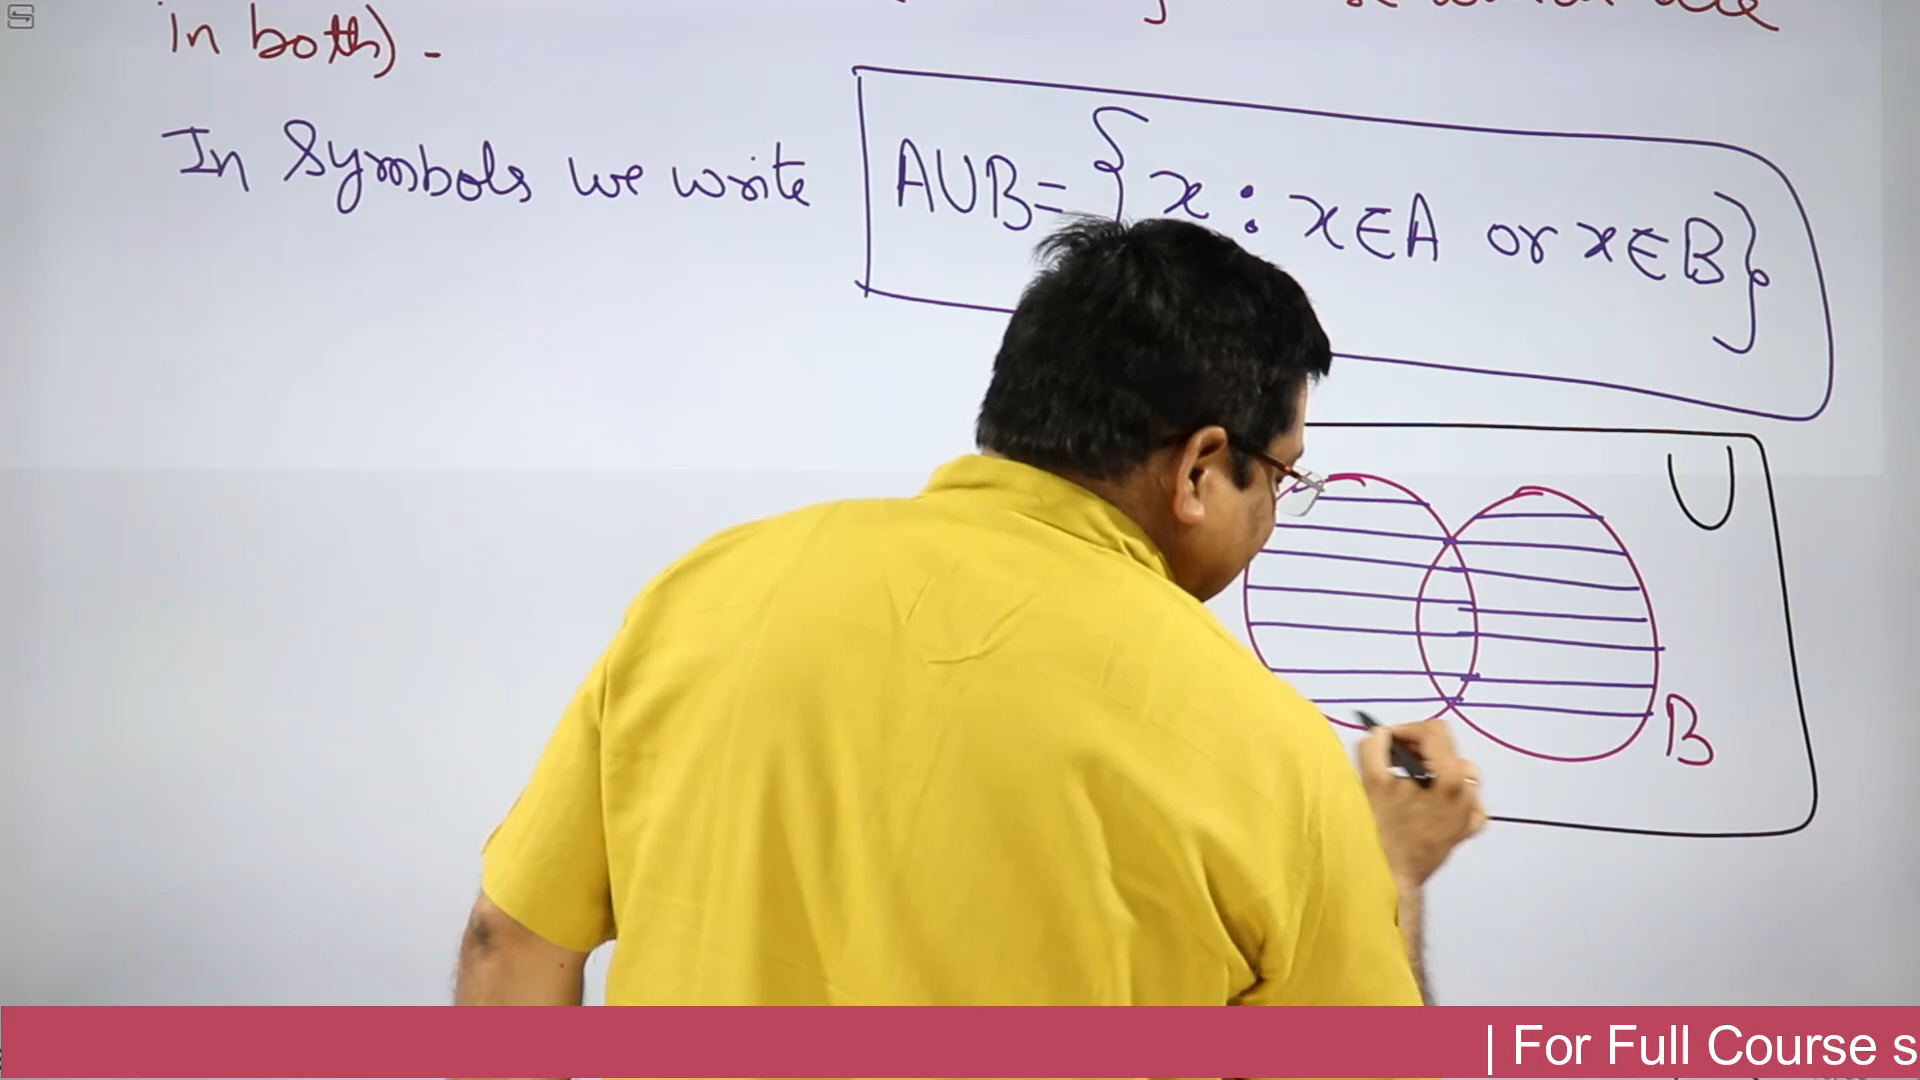 in both).
In Symbols we write A∪B= { x : x∈A or x∈B}.
U
B
| For Full Course s